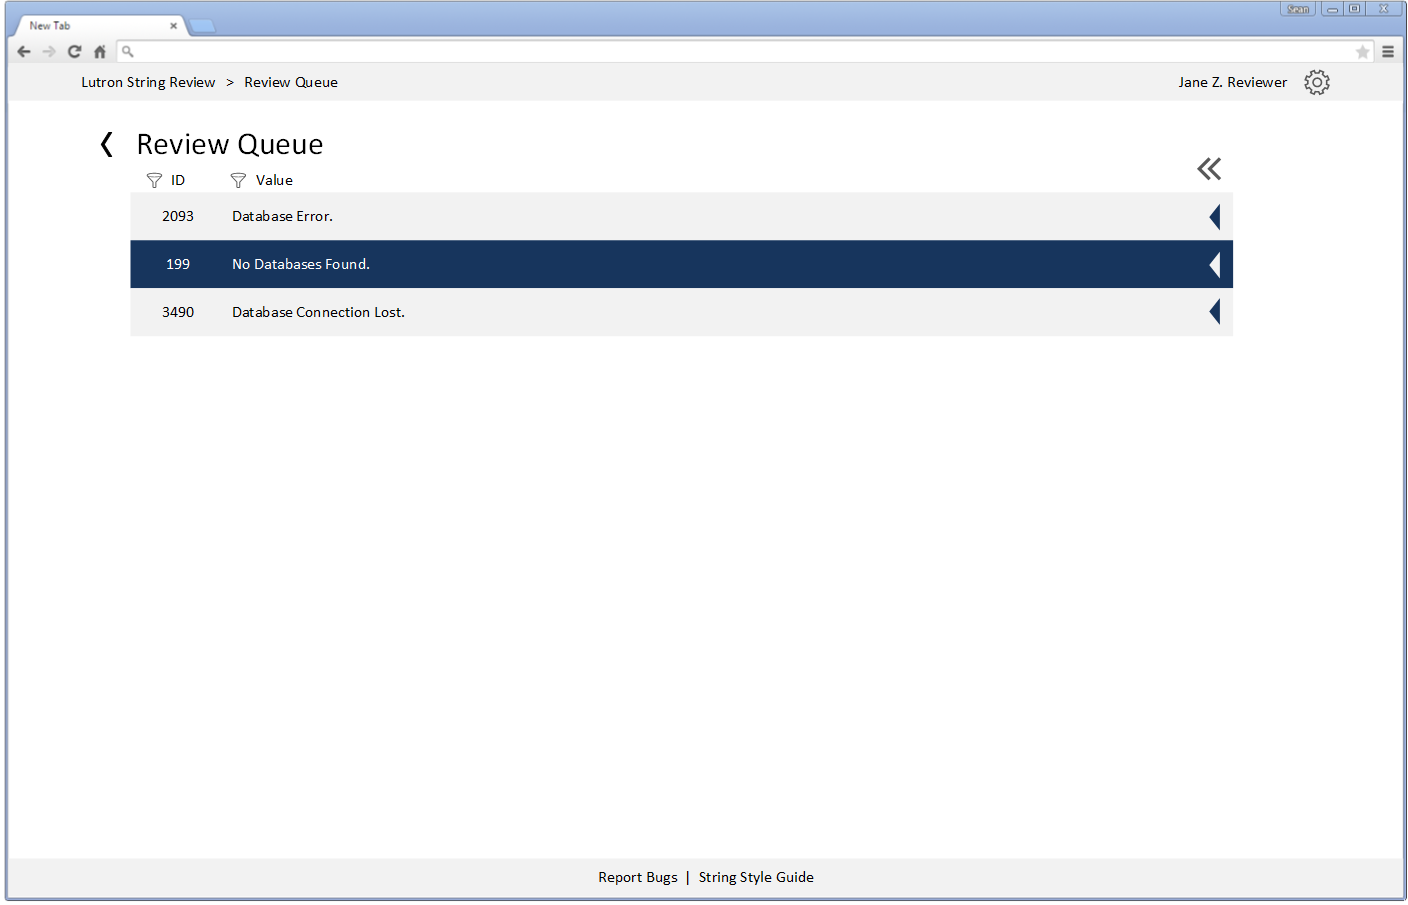 Sean
New Tab
Lutron String Review > Review Queue
Jane Z. Reviewer
Review Queue
ID Value
2093 Database Error.
199 No Databases Found.
3490 Database Connection Lost.
Report Bugs | String Style Guide